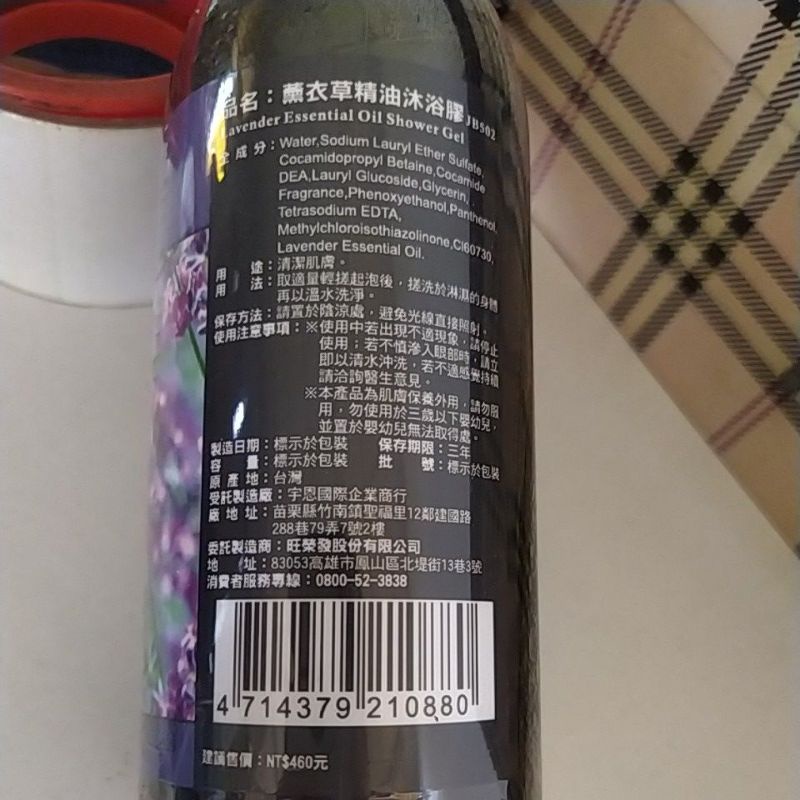 品名：薰衣草精油沐浴膠JB502
Lavender Essential Oil Shower Gel
全成分：Water,Sodium Lauryl Ether Sulfate,
Cocamidopropyl Betaine,Cocamide
DEA,Lauryl Glucoside,Glycerin,
Fragrance,Phenoxyethanol,Panthenol,
Tetrasodium EDTA,
Methylchloroisothiazolinone,CI60730,
Lavender Essential Oil.
用途：清潔肌膚。
用法：取適量輕搓起泡後，搓洗於淋濕的身體
再以溫水洗淨。
保存方法：請置於陰涼處，避免光線直接照射。
使用注意事項：※使用中若出現不適現象，請停止
使用；若不慎滲入眼部時，請立
即以清水沖洗，若不適感覺持續
請洽詢醫生意見。
※本產品為肌膚保養外用，請勿服
用，勿使用於三歲以下嬰幼兒，
並置於嬰幼兒無法取得處。
製造日期：標示於包裝 保存期限：三年
容量：標示於包裝 批號：標示於包裝
原產地：台灣
受託製造廠：宇恩國際企業商行
廠地址：苗栗縣竹南鎮聖福里12鄰建國路
288巷79弄7號2樓
委託製造商：旺榮發股份有限公司
地址：83053高雄市鳳山區北堤街13巷3號
消費者服務專線：0800-52-3838
4 714379 210880
建議售價：NT$460元